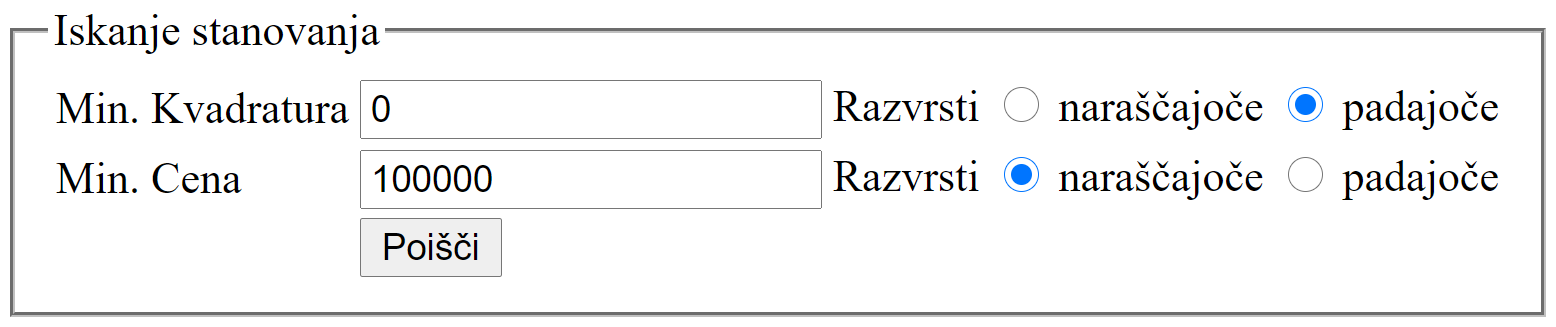 Iskanje stanovanja
Min. Kvadratura 0 Razvrsti naraščajoče padajoče
Min. Cena 100000 Razvrsti naraščajoče padajoče
Poišči